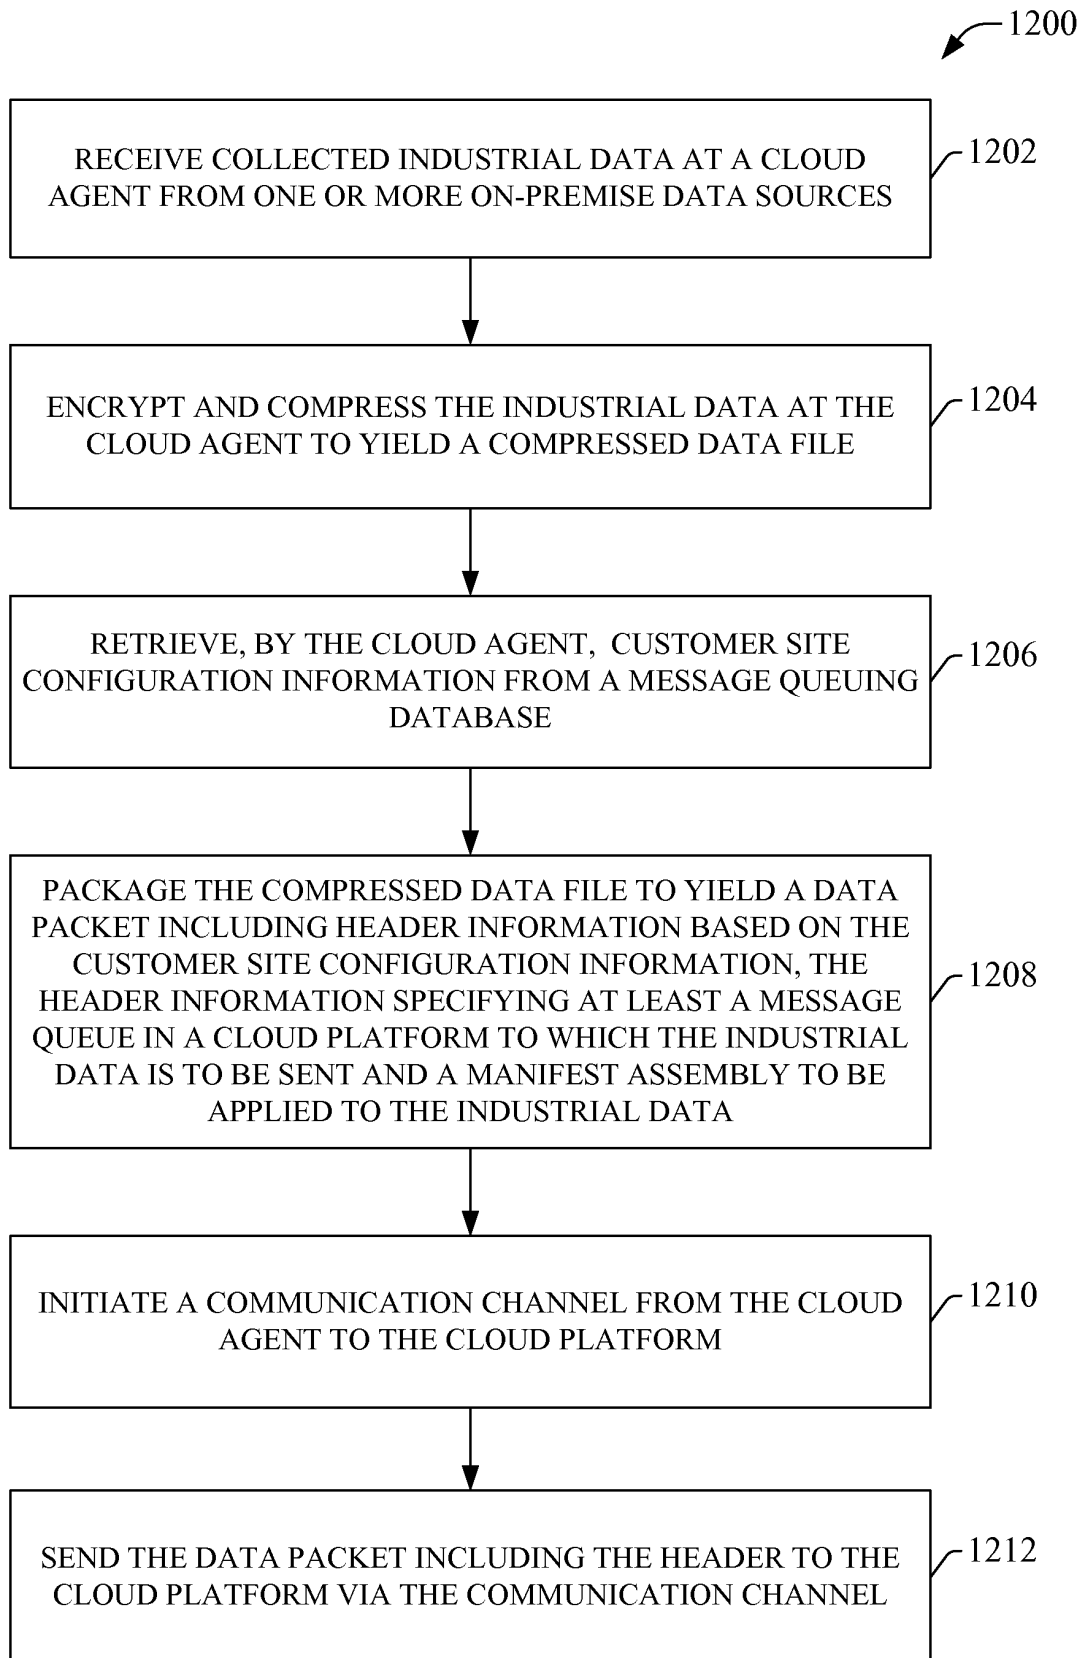 1200
RECEIVE COLLECTED INDUSTRIAL DATA AT A CLOUD
AGENT FROM ONE OR MORE ON-PREMISE DATA SOURCES
1202
ENCRYPT AND COMPRESS THE INDUSTRIAL DATA AT THE
CLOUD AGENT TO YIELD A COMPRESSED DATA FILE
1204
RETRIEVE, BY THE CLOUD AGENT, CUSTOMER SITE
CONFIGURATION INFORMATION FROM A MESSAGE QUEUING
DATABASE
1206
PACKAGE THE COMPRESSED DATA FILE TO YIELD A DATA
PACKET INCLUDING HEADER INFORMATION BASED ON THE
CUSTOMER SITE CONFIGURATION INFORMATION, THE
HEADER INFORMATION SPECIFYING AT LEAST A MESSAGE
QUEUE IN A CLOUD PLATFORM TO WHICH THE INDUSTRIAL
DATA IS TO BE SENT AND A MANIFEST ASSEMBLY TO BE
APPLIED TO THE INDUSTRIAL DATA
1208
INITIATE A COMMUNICATION CHANNEL FROM THE CLOUD
AGENT TO THE CLOUD PLATFORM
1210
SEND THE DATA PACKET INCLUDING THE HEADER TO THE
CLOUD PLATFORM VIA THE COMMUNICATION CHANNEL
1212